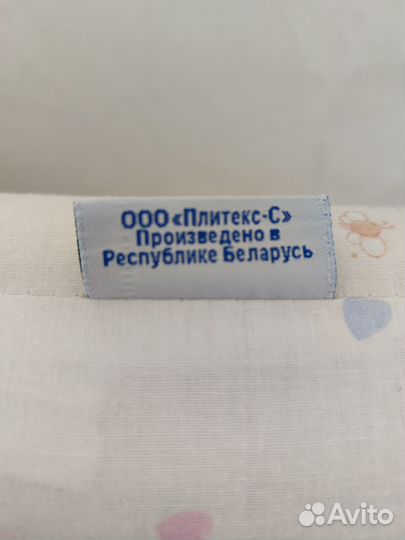 ООО «Плитекс-С»
Произведено в
Республике Беларусь
Avito